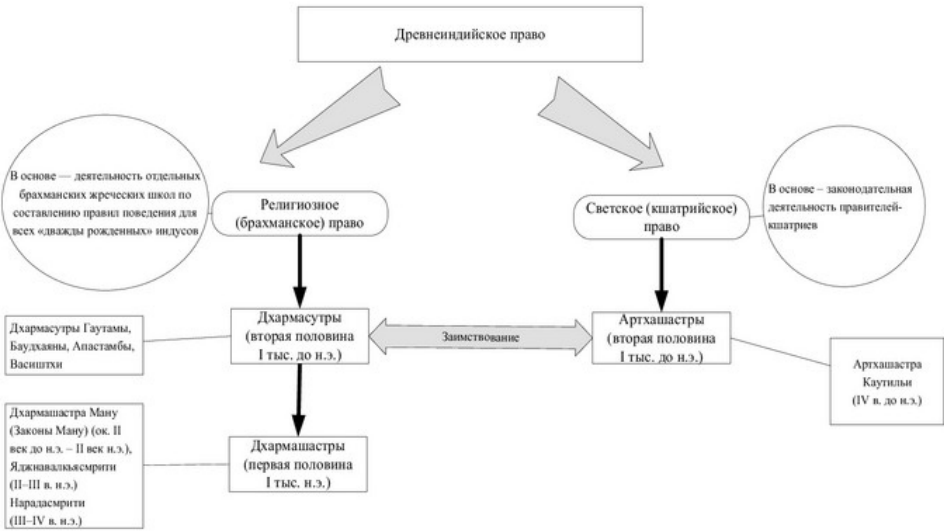 Древнеиндийское право
В основе — деятельность отдельных
брахманских жреческих школ по
составлению правил поведения для
всех «дважды рожденных» индусов
Религиозное
(брахманское) право
Светское (кшатрийское)
право
В основе – законодательная
деятельность правителей-
кшатриев
Дхармасутры Гаутамы,
Баудхаяны, Апастамбы,
Васиштхи
Дхармасутры
(вторая половина
I тыс. до н.э.)
Заимствование
Артхашастры
(вторая половина
I тыс. до н.э.)
Артхашастра
Каутильи
(IV в. до н.э.)
Дхармашастра Ману
(Законы Ману) (ок. II
век до н.э. – II век н.э.),
Яджнавалкьясмрити
(II–III в. н.э.)
Нарадасмрити
(III–IV в. н.э.)
Дхармашастры
(первая половина
I тыс. н.э.)